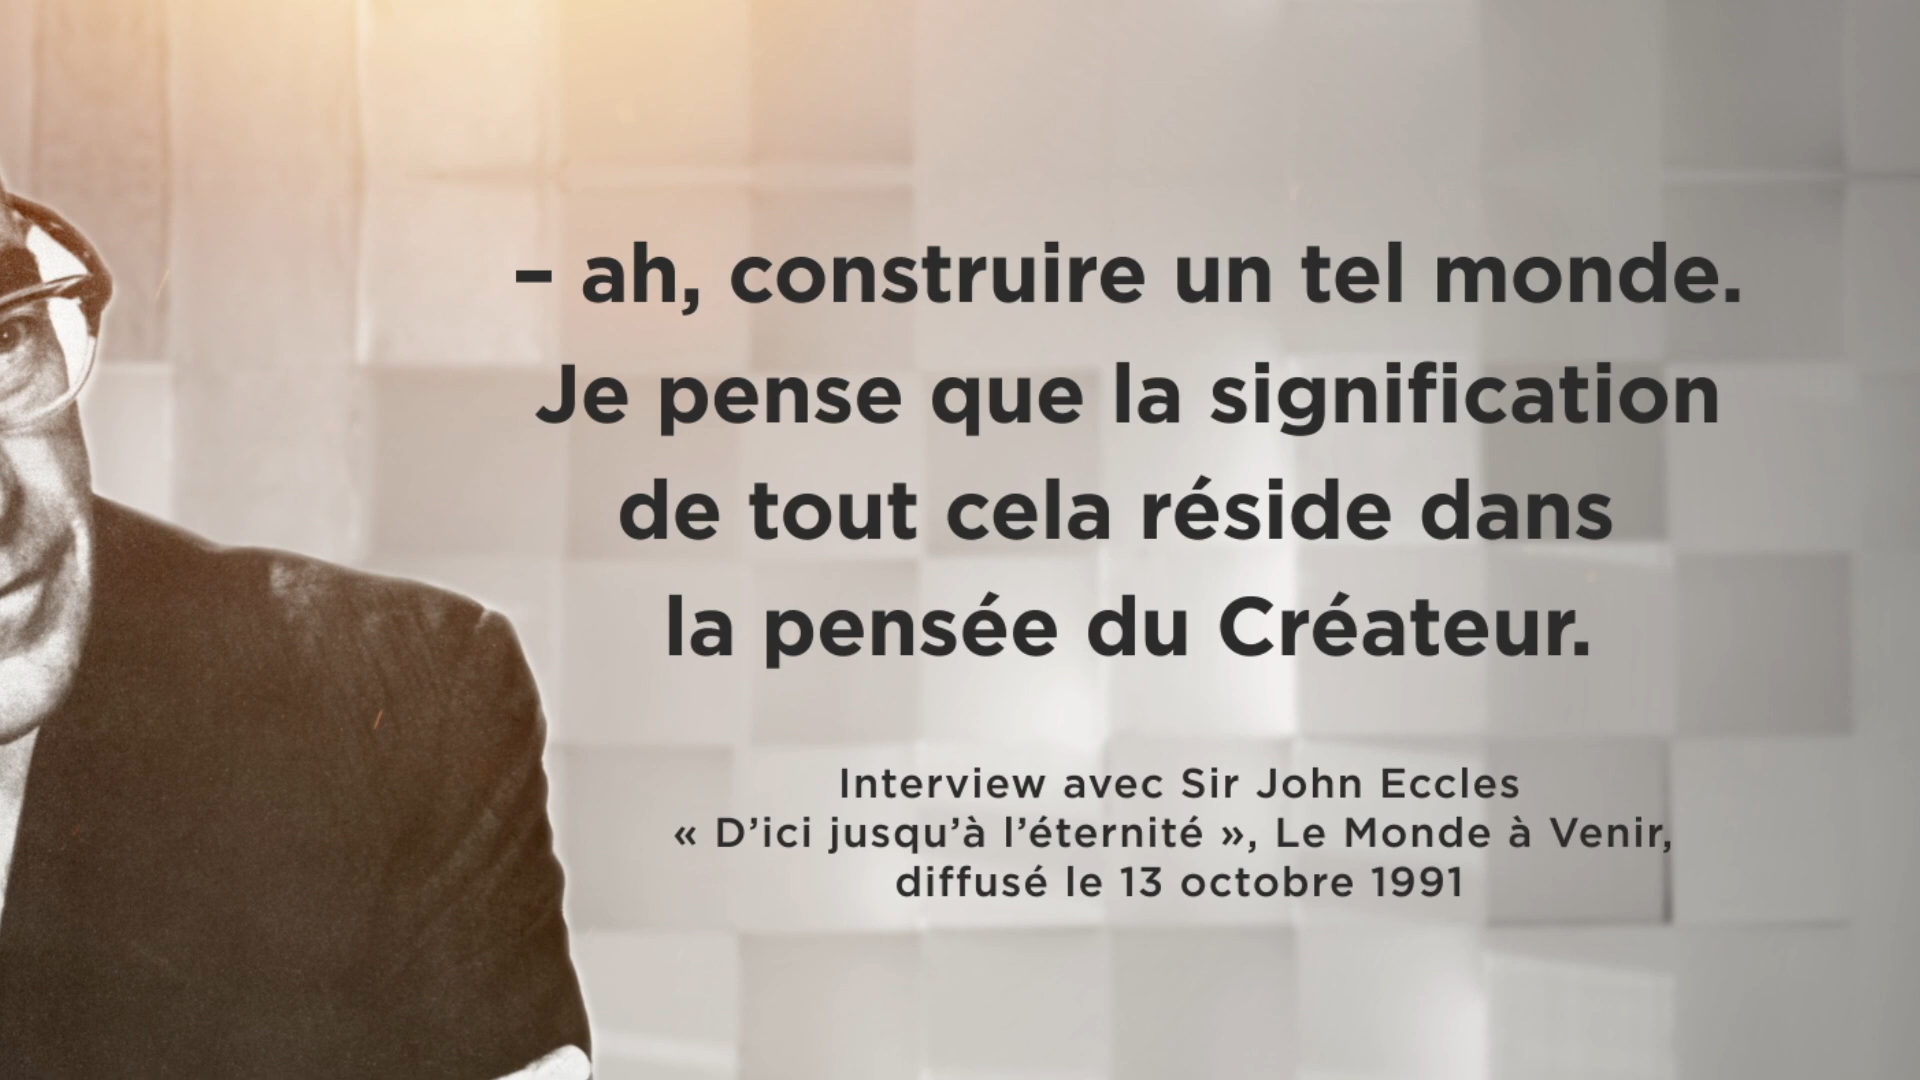 – ah, construire un tel monde.
Je pense que la signification
de tout cela réside dans
la pensée du Créateur.
Interview avec Sir John Eccles
« D’ici jusqu’à l’éternité », Le Monde à Venir,
diffusé le 13 octobre 1991